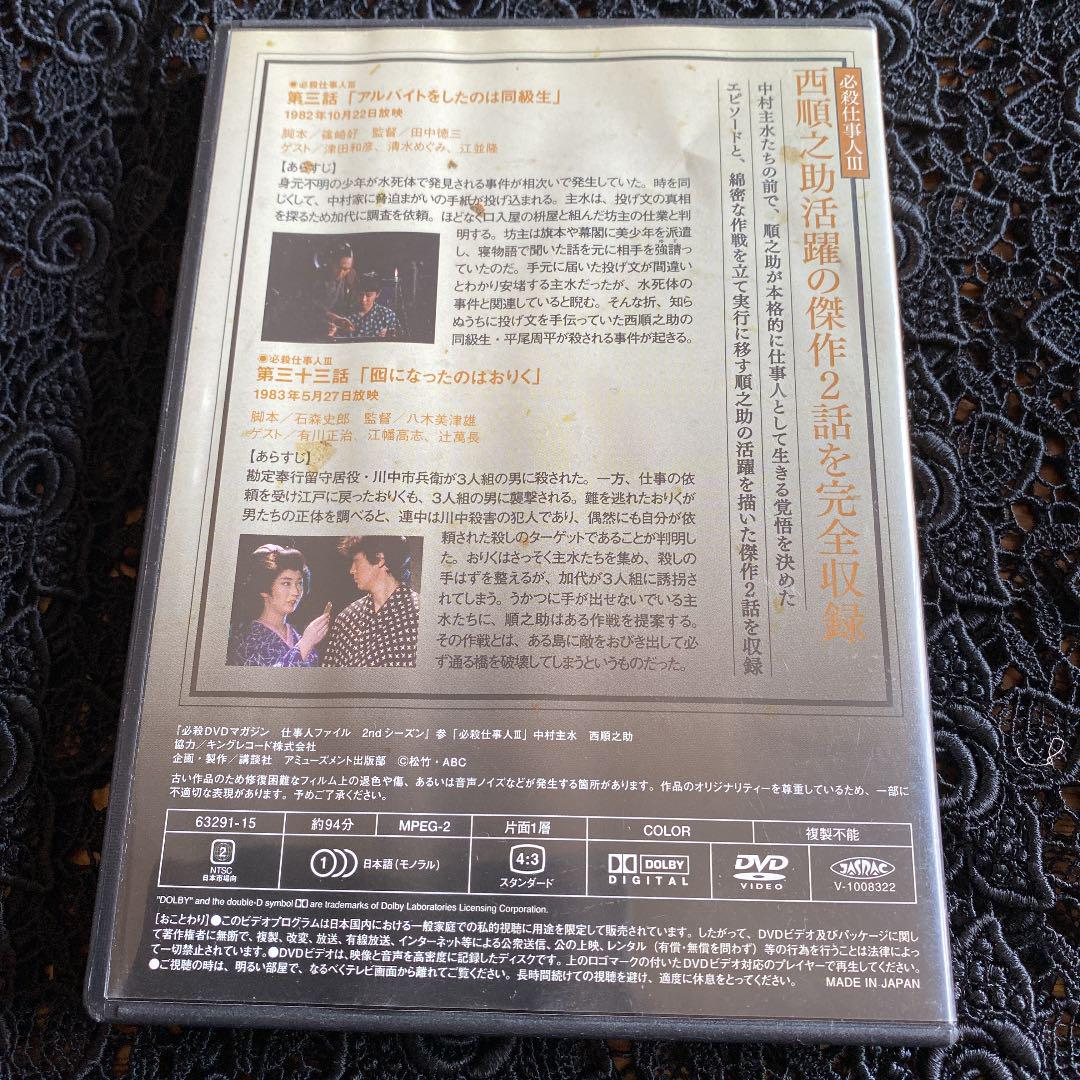 必殺仕事人III
西順之助活躍の傑作2話を完全収録
中村主水たちの前で、順之助が本格的に仕事人として生きる覚悟を決めた
エピソードと、綿密な作戦を立て実行に移す順之助の活躍を描いた傑作2話を収録
●必殺仕事人III
第三話 「アルバイトをしたのは同級生」
1982年10月22日放映
脚本／篠崎好 監督／田中徳三
ゲスト／津田和彦、清水めぐみ、江並隆
【あらすじ】
身元不明の少年が水死体で発見される事件が相次いで発生していた。時を同
じくして、中村家に脅迫まがいの手紙が投げ込まれる。主水は、投げ文の真相
を探るため加代に調査を依頼。ほどなく口入屋の枡屋と組んだ坊主の仕業と判
明する。坊主は旗本や幕閣に美少年を派遣
し、寝物語で聞いた話を元に相手を強請っ
ていたのだ。手元に届いた投げ文が間違い
とわかり安堵する主水だったが、水死体の
事件と関連していると睨む。そんな折、知ら
ぬうちに投げ文を手伝っていた西順之助の
同級生・平尾周平が殺される事件が起きる。
●必殺仕事人III
第三十三話 「囮になったのはおりく」
1983年5月27日放映
脚本／石森史郎 監督／八木美津雄
ゲスト／有川正治、江幡高志、辻萬長
【あらすじ】
勘定奉行留守居役・川中市兵衛が3人組の男に殺された。一方、仕事の依
頼を受け江戸に戻ったおりくも、3人組の男に襲撃される。難を逃れたおりくが
男たちの正体を調べると、連中は川中殺害の犯人であり、偶然にも自分が依
頼された殺しのターゲットであることが判明し
た。おりくはさっそく主水たちを集め、殺しの
手はずを整えるが、加代が3人組に誘拐さ
れてしまう。うかつに手が出せないでいる主
水たちに、順之助はある作戦を提案する。
その作戦とは、ある島に敵をおびき出して必
ず通る橋を破壊してしまうというものだった。
『必殺DVDマガジン 仕事人ファイル 2ndシーズン』 参 「必殺仕事人III」 中村主水 西順之助
協力／キングレコード株式会社
企画・製作／講談社 アミューズメント出版部 ©松竹・ABC
古い作品のため修復困難なフィルム上の退色や傷、あるいは音声ノイズなどが発生する箇所があります。作品のオリジナリティーを尊重しているため、一部に
不適切な表現があります。予めご了承ください。
63291-15 約94分 MPEG-2 片面1層 COLOR 複製不能
2 NTSC 日本市場向 1 日本語（モノラル） 4:3 スタンダード DOLBY DIGITAL DVD VIDEO JASRAC V-1008322
"DOLBY" and the double-D symbol are trademarks of Dolby Laboratories Licensing Corporation.
[おことわり] ●このビデオプログラムは日本国内における一般家庭での私的視聴に用途を限定して販売されています。したがって、DVDビデオ及びパッケージに関し
て著作権者に無断で、複製、改変、放送、有線放送、インターネット等による公衆送信、公の上映、レンタル（有償・無償を問わず）等の行為を行うことは法律によっ
て一切禁止されています。●DVDビデオは、映像と音声を高密度に記録したディスクです。上のロゴマークの付いたDVDビデオ対応のプレイヤーで再生してください。
●ご視聴の時は、明るい部屋で、なるべくテレビ画面から離れてご覧ください。長時間続けての視聴を避け、適度に休息をとってください。 MADE IN JAPAN